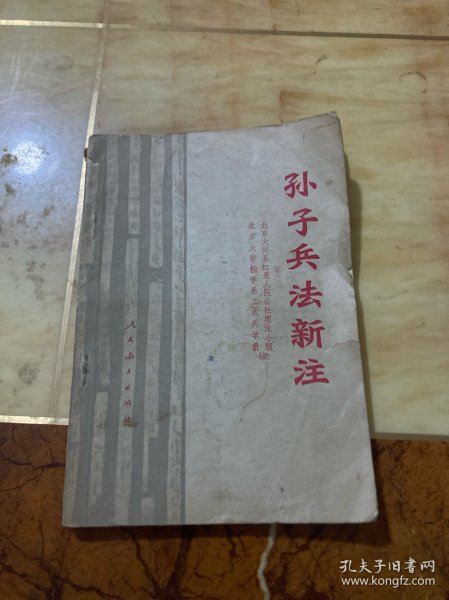 孙子兵法新注
北京大兴县红星人民公社理论小组
北京大学哲学系工农兵学员
编
人民出版社
孔夫子旧书网
www.kongfz.com